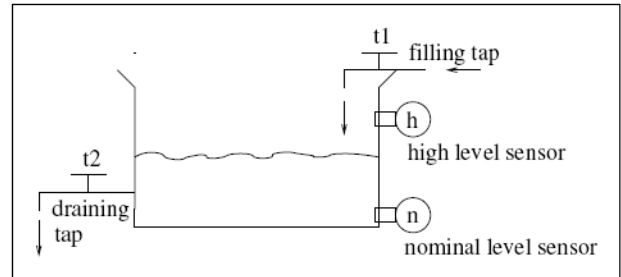 t1
filling tap
h
high level sensor
t2
draining
tap
n
nominal level sensor